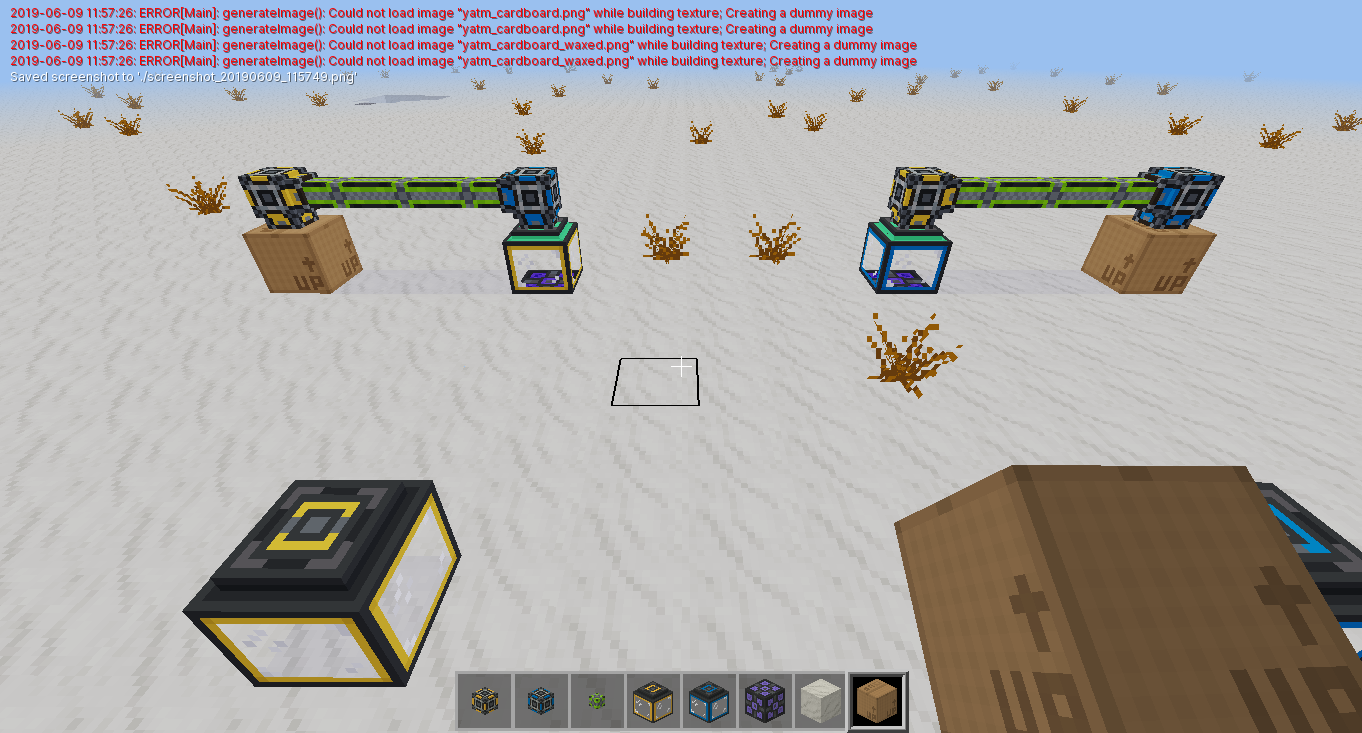 2019-06-09 11:57:26: ERROR[Main]: generateImage(): Could not load image "yatm_cardboard.png" while building texture; Creating a dummy image
2019-06-09 11:57:26: ERROR[Main]: generateImage(): Could not load image "yatm_cardboard.png" while building texture; Creating a dummy image
2019-06-09 11:57:26: ERROR[Main]: generateImage(): Could not load image "yatm_cardboard_waxed.png" while building texture; Creating a dummy image
2019-06-09 11:57:26: ERROR[Main]: generateImage(): Could not load image "yatm_cardboard_waxed.png" while building texture; Creating a dummy image
Saved screenshot to './screenshot_20190609_115749.png'
UP
UP
UP
UP
UP
UP